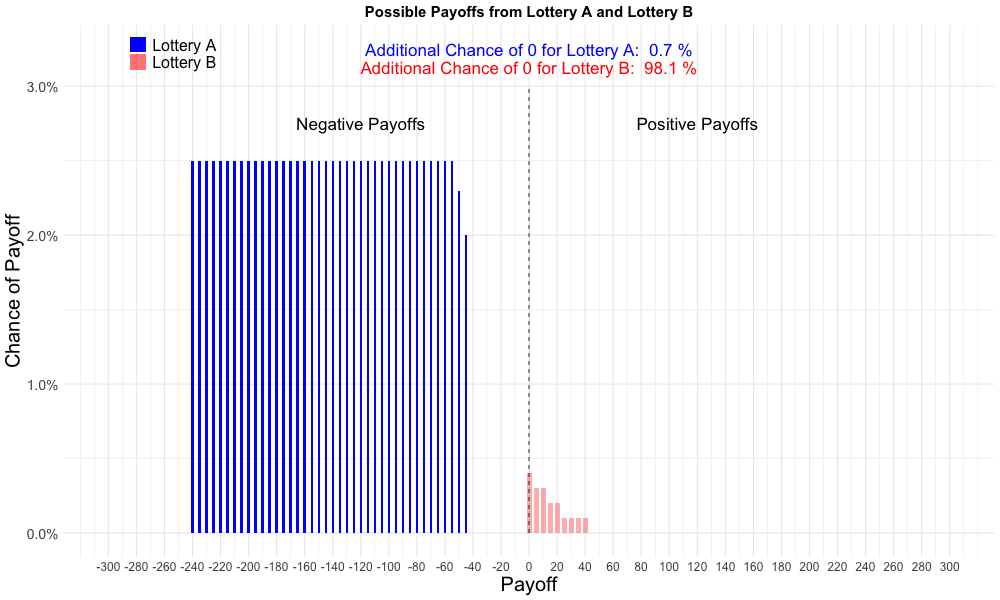 Possible Payoffs from Lottery A and Lottery B
Lottery A
Lottery B
Additional Chance of 0 for Lottery A:  0.7 %
Additional Chance of 0 for Lottery B:  98.1 %
Negative Payoffs
Positive Payoffs
Chance of Payoff
3.0%
2.0%
1.0%
0.0%
-300 -280 -260 -240 -220 -200 -180 -160 -140 -120 -100 -80 -60 -40 -20 0 20 40 60 80 100 120 140 160 180 200 220 240 260 280 300
Payoff